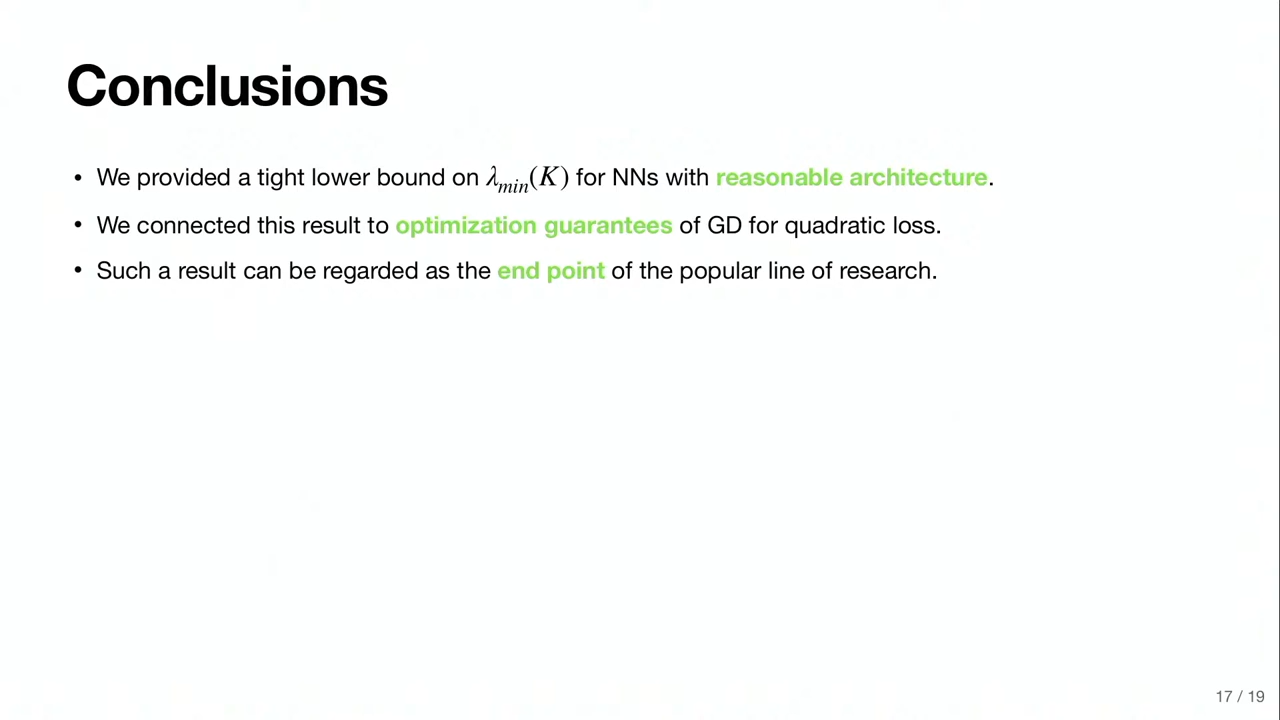 Conclusions
• We provided a tight lower bound on λmin(K) for NNs with reasonable architecture.
• We connected this result to optimization guarantees of GD for quadratic loss.
• Such a result can be regarded as the end point of the popular line of research.
17 / 19